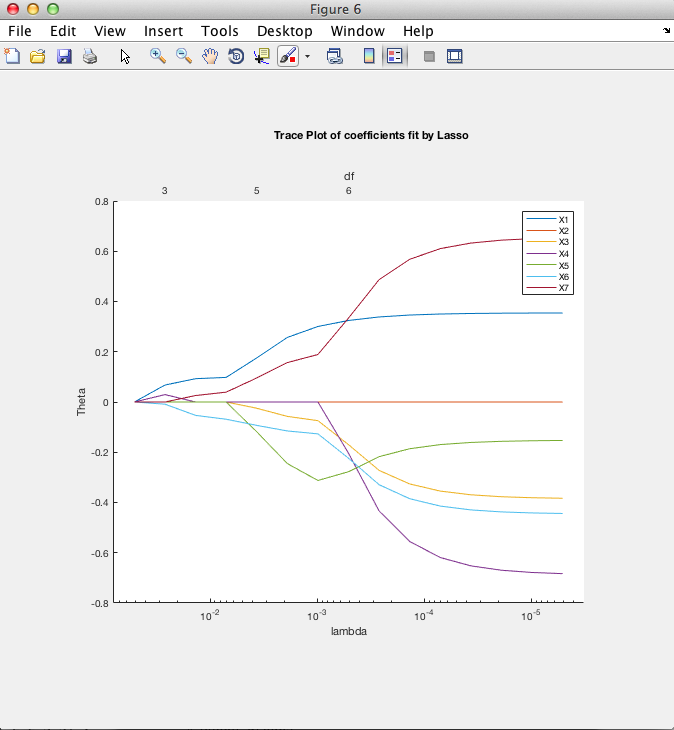 Figure 6
File Edit View Insert Tools Desktop Window Help
Trace Plot of coefficients fit by Lasso
df
3 5 6
0.8
0.6
0.4
0.2
0
-0.2
-0.4
-0.6
-0.8
Theta
X1
X2
X3
X4
X5
X6
X7
10-2 10-3 10-4 10-5
lambda